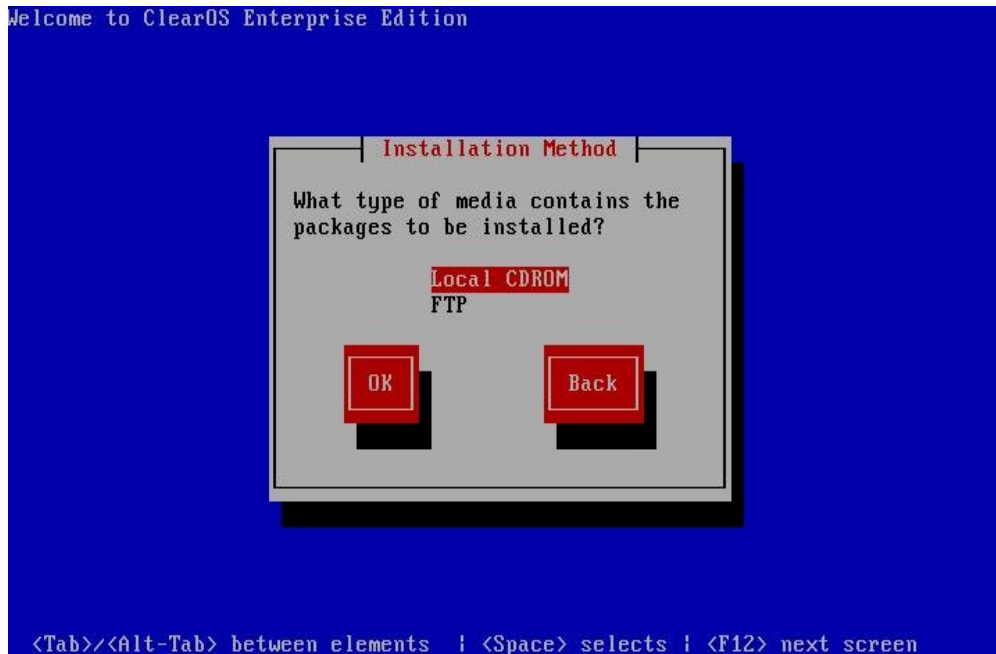 Welcome to ClearOS Enterprise Edition
Installation Method
What type of media contains the
packages to be installed?
Local CDROM
FTP
OK Back
<Tab>/<Alt-Tab> between elements | <Space> selects | <F12> next screen